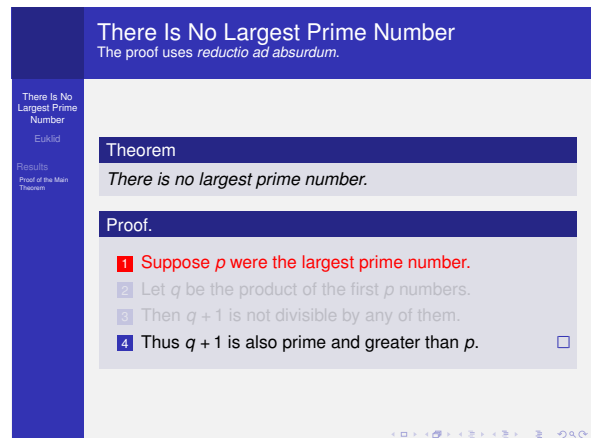 There Is No Largest Prime Number
The proof uses reductio ad absurdum.
There Is No
Largest Prime
Number
Euklid
Results
Proof of the Main
Theorem
Theorem
There is no largest prime number.
Proof.
1 Suppose p were the largest prime number.
2 Let q be the product of the first p numbers.
3 Then q + 1 is not divisible by any of them.
4 Thus q + 1 is also prime and greater than p.